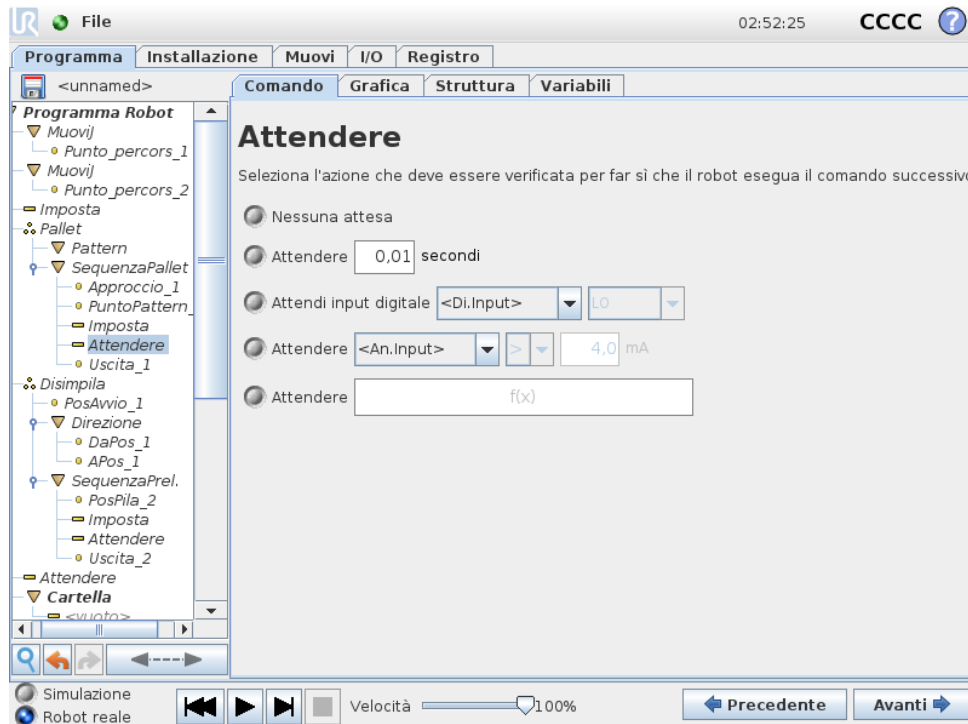 UR File 02:52:25 CCCC ?
Programma Installazione Muovi I/O Registro
<unnamed> Comando Grafica Struttura Variabili
Programma Robot
MuoviJ
Punto_percors_1
MuoviJ
Punto_percors_2
Imposta
Pallet
Pattern
SequenzaPallet
Approccio_1
PuntoPattern_
Imposta
Attendere
Uscita_1
Disimpila
PosAvvio_1
Direzione
DaPos_1
APos_1
SequenzaPrel.
PosPila_2
Imposta
Attendere
Uscita_2
Attendere
Cartella
<vuoto>
Attendere
Seleziona l'azione che deve essere verificata per far sì che il robot esegua il comando successivo
Nessuna attesa
Attendere 0,01 secondi
Attendi input digitale <Di.Input> L0
Attendere <An.Input> > 4,0 mA
Attendere f(x)
Simulazione
Robot reale
Velocità 100%
Precedente Avanti